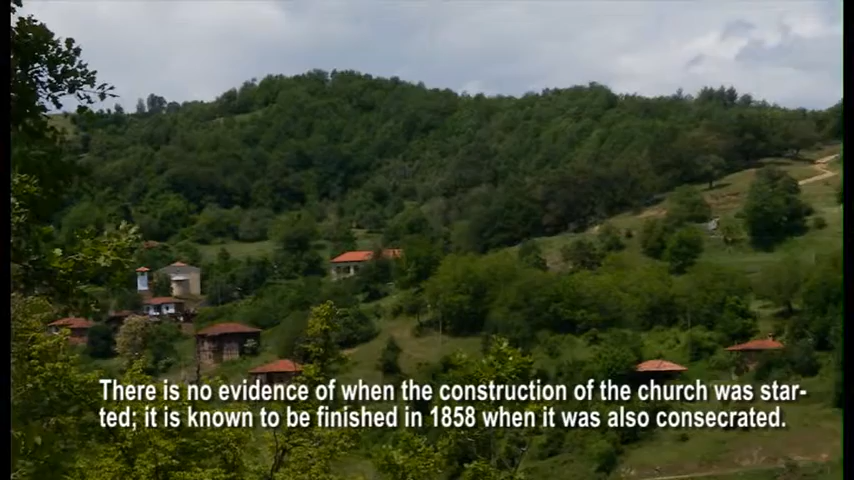 There is no evidence of when the construction of the church was star-
ted; it is known to be finished in 1858 when it was also consecrated.